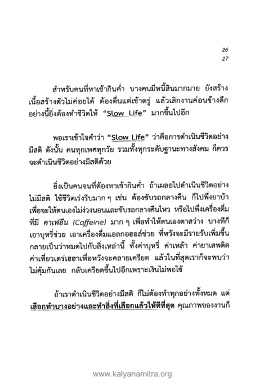 26
27
สำหรับคนที่หาเช้ากินค่ำ บางคนมีหนี้สินมากมาย ยังสร้าง
เนื้อสร้างตัวไม่ค่อยได้ ต้องตื่นแต่เช้าตรู่ แล้วเลิกงานค่อนข้างดึก
อย่างนี้ยิ่งต้องทำชีวิตให้ "Slow Life" มากขึ้นไปอีก
พอเราเข้าใจคำว่า "Slow Life" ว่าคือการดำเนินชีวิตอย่าง
มีสติ ดังนั้น คนทุกเพศทุกวัย รวมทั้งทุกระดับฐานะทางสังคม ก็ควร
จะดำเนินชีวิตอย่างมีสติด้วย
ยิ่งเป็นคนจนที่ต้องหาเช้ากินค่ำ ถ้าเผลอไปดำเนินชีวิตอย่าง
ไม่มีสติ ใช้ชีวิตเร่งรีบมาก ๆ เช่น ต้องขับรถกลางคืน ก็ไปพึ่งยาบ้า
เพื่อจะให้ตนเองไม่ง่วงนอนและขับรถกลางคืนไหว หรือไปพึ่งเครื่องดื่ม
ที่มี คาเฟอีน (Caffeine) มาก ๆ เพื่อทำให้ตนเองตาสว่าง บางทีก็
เอาบุหรี่ช่วย เอาเครื่องดื่มแอลกอฮอล์ช่วย ที่หวังจะมีรายรับเพิ่มขึ้น
กลายเป็นว่าหมดไปกับสิ่งเหล่านี้ ทั้งค่าบุหรี่ ค่าเหล้า ค่ายาเสพติด
ค่าเที่ยวเตร่เฮฮาเพื่อหวังจะคลายเครียด แล้วในที่สุดเราก็จะพบว่า
ไม่คุ้มกันเลย กลับเครียดขึ้นไปอีกเพราะเงินไม่พอใช้
ถ้าเราดำเนินชีวิตอย่างมีสติ ก็ไม่ต้องทำทุกอย่างทั้งหมด แต่
เลือกทำบางอย่างและทำสิ่งที่เลือกแล้วให้ดีที่สุด คุณภาพของงานก็
www.kalyanamitra.org